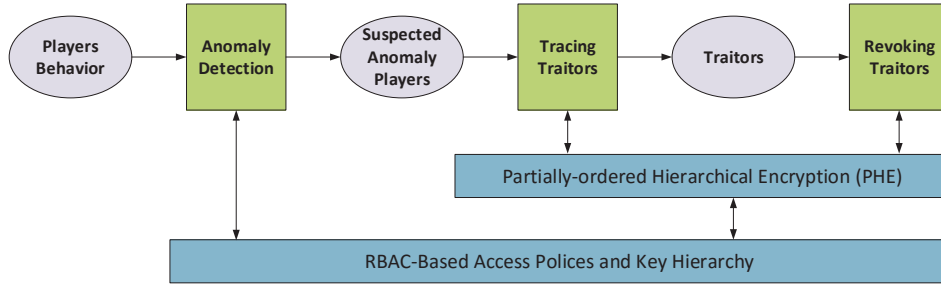 Players
Behavior
Anomaly
Detection
Suspected
Anomaly
Players
Tracing
Traitors
Traitors
Revoking
Traitors
Partially-ordered Hierarchical Encryption (PHE)
RBAC-Based Access Polices and Key Hierarchy